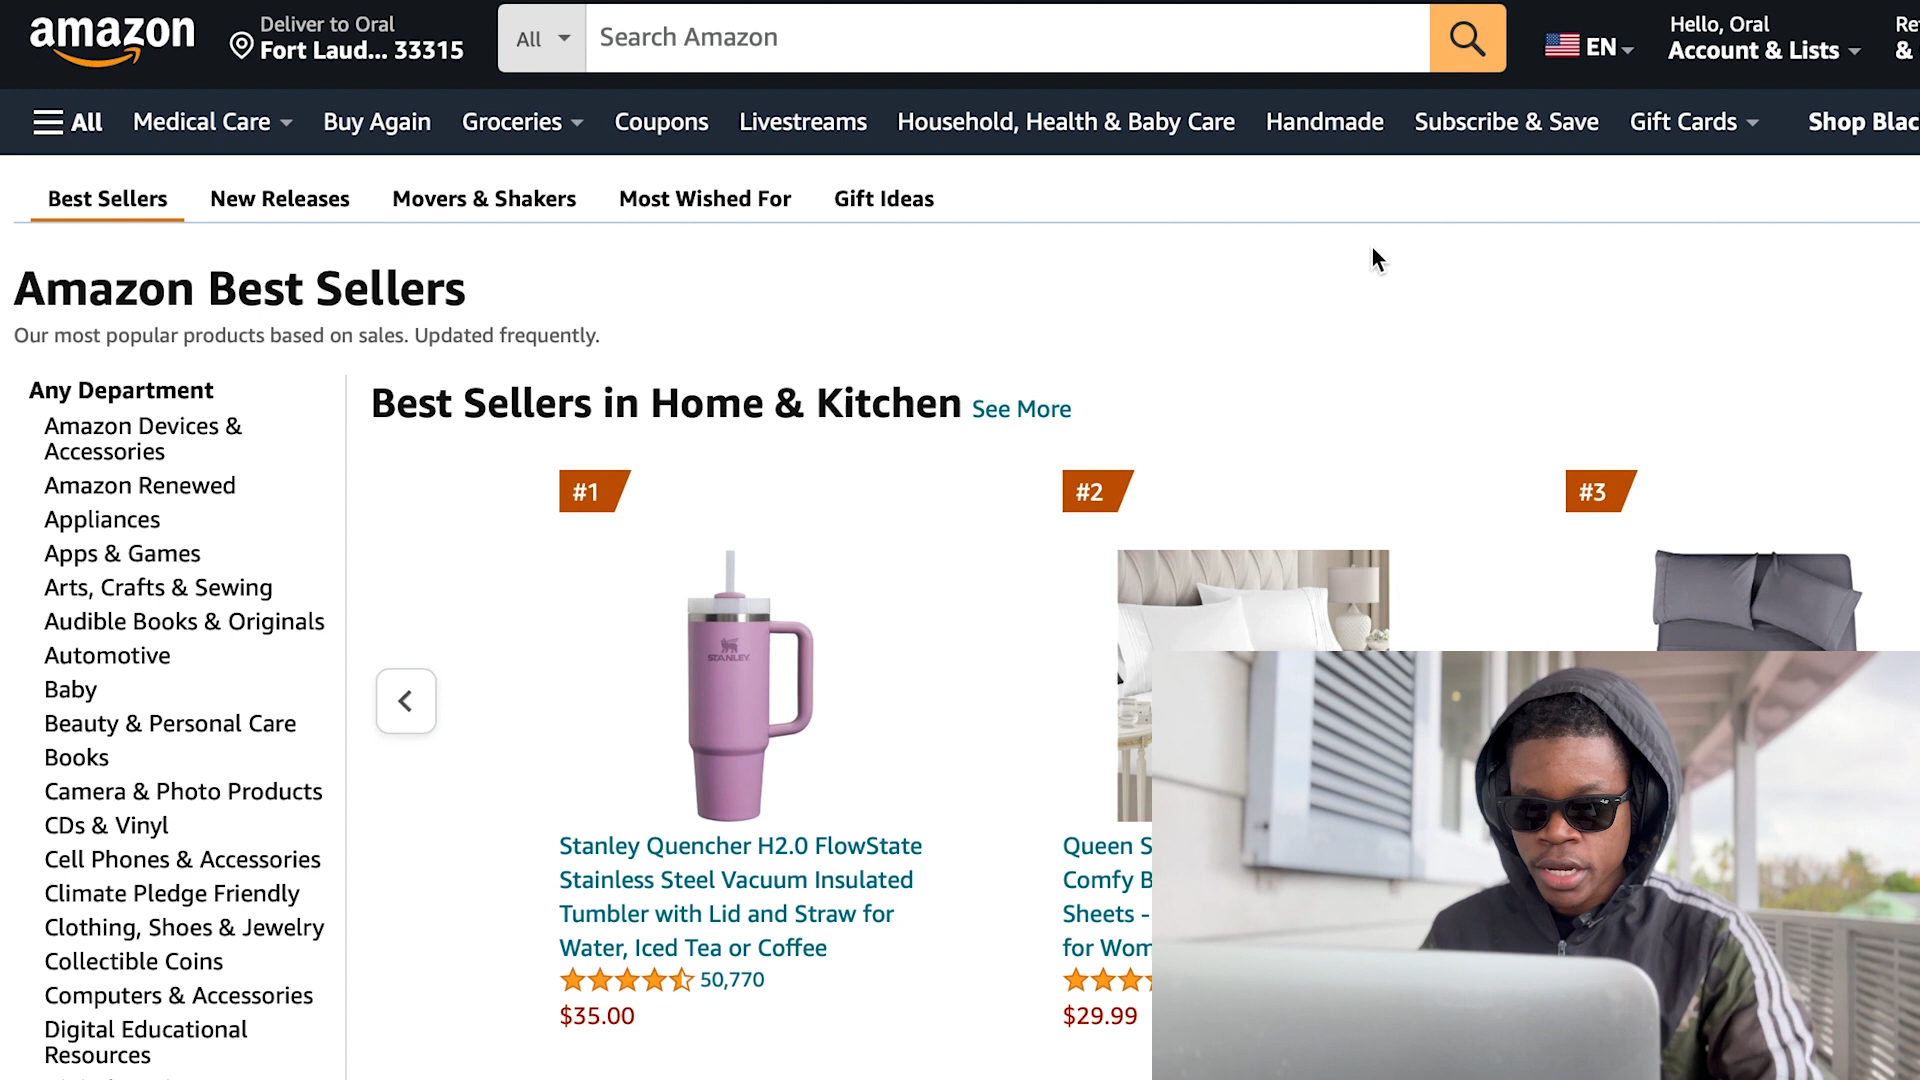 amazon
Deliver to Oral
Fort Laud... 33315
All
Search Amazon
EN
Hello, Oral
Account & Lists
Re
&
All
Medical Care
Buy Again
Groceries
Coupons
Livestreams
Household, Health & Baby Care
Handmade
Subscribe & Save
Gift Cards
Shop Blac
Best Sellers
New Releases
Movers & Shakers
Most Wished For
Gift Ideas
Amazon Best Sellers
Our most popular products based on sales. Updated frequently.
Any Department
Amazon Devices &
Accessories
Amazon Renewed
Appliances
Apps & Games
Arts, Crafts & Sewing
Audible Books & Originals
Automotive
Baby
Beauty & Personal Care
Books
Camera & Photo Products
CDs & Vinyl
Cell Phones & Accessories
Climate Pledge Friendly
Clothing, Shoes & Jewelry
Collectible Coins
Computers & Accessories
Digital Educational
Resources
Best Sellers in Home & Kitchen See More
#1
STANLEY
Stanley Quencher H2.0 FlowState
Stainless Steel Vacuum Insulated
Tumbler with Lid and Straw for
Water, Iced Tea or Coffee
50,770
$35.00
#2
Queen S
Comfy B
Sheets -
for Wom
$29.99
#3